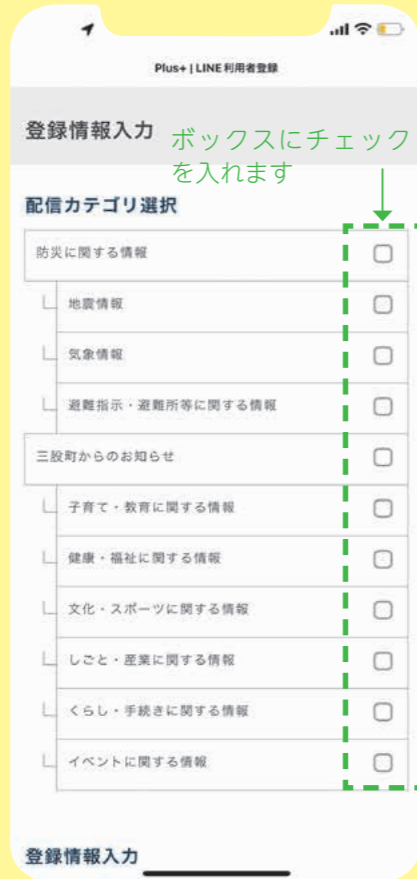 Plus+ | LINE利用者登録
登録情報入力
ボックスにチェック
を入れます
配信カテゴリ選択
防災に関する情報
地震情報
気象情報
避難指示・避難所等に関する情報
三股町からのお知らせ
子育て・教育に関する情報
健康・福祉に関する情報
文化・スポーツに関する情報
しごと・産業に関する情報
くらし・手続きに関する情報
イベントに関する情報
登録情報入力